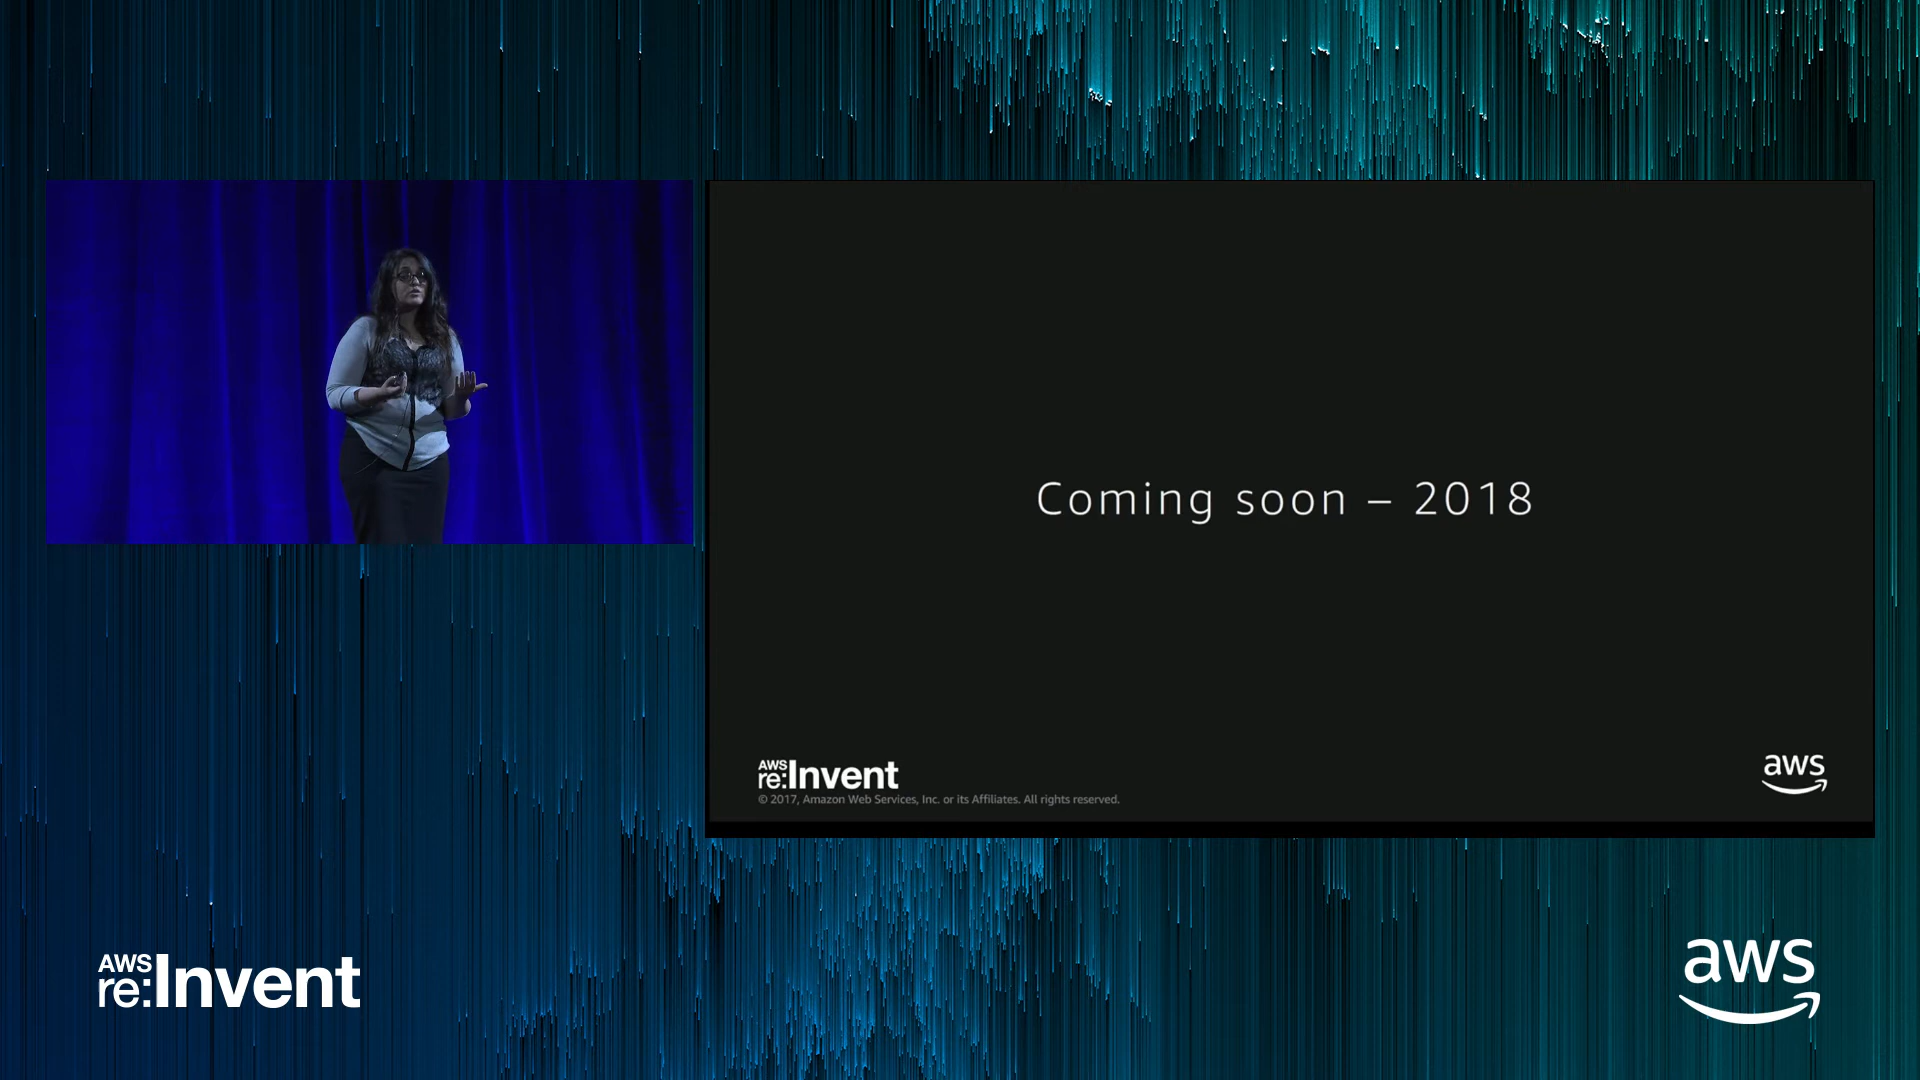 Coming soon – 2018
AWS
re:Invent
© 2017, Amazon Web Services, Inc. or its Affiliates. All rights reserved.
aws
AWS
re:Invent
aws